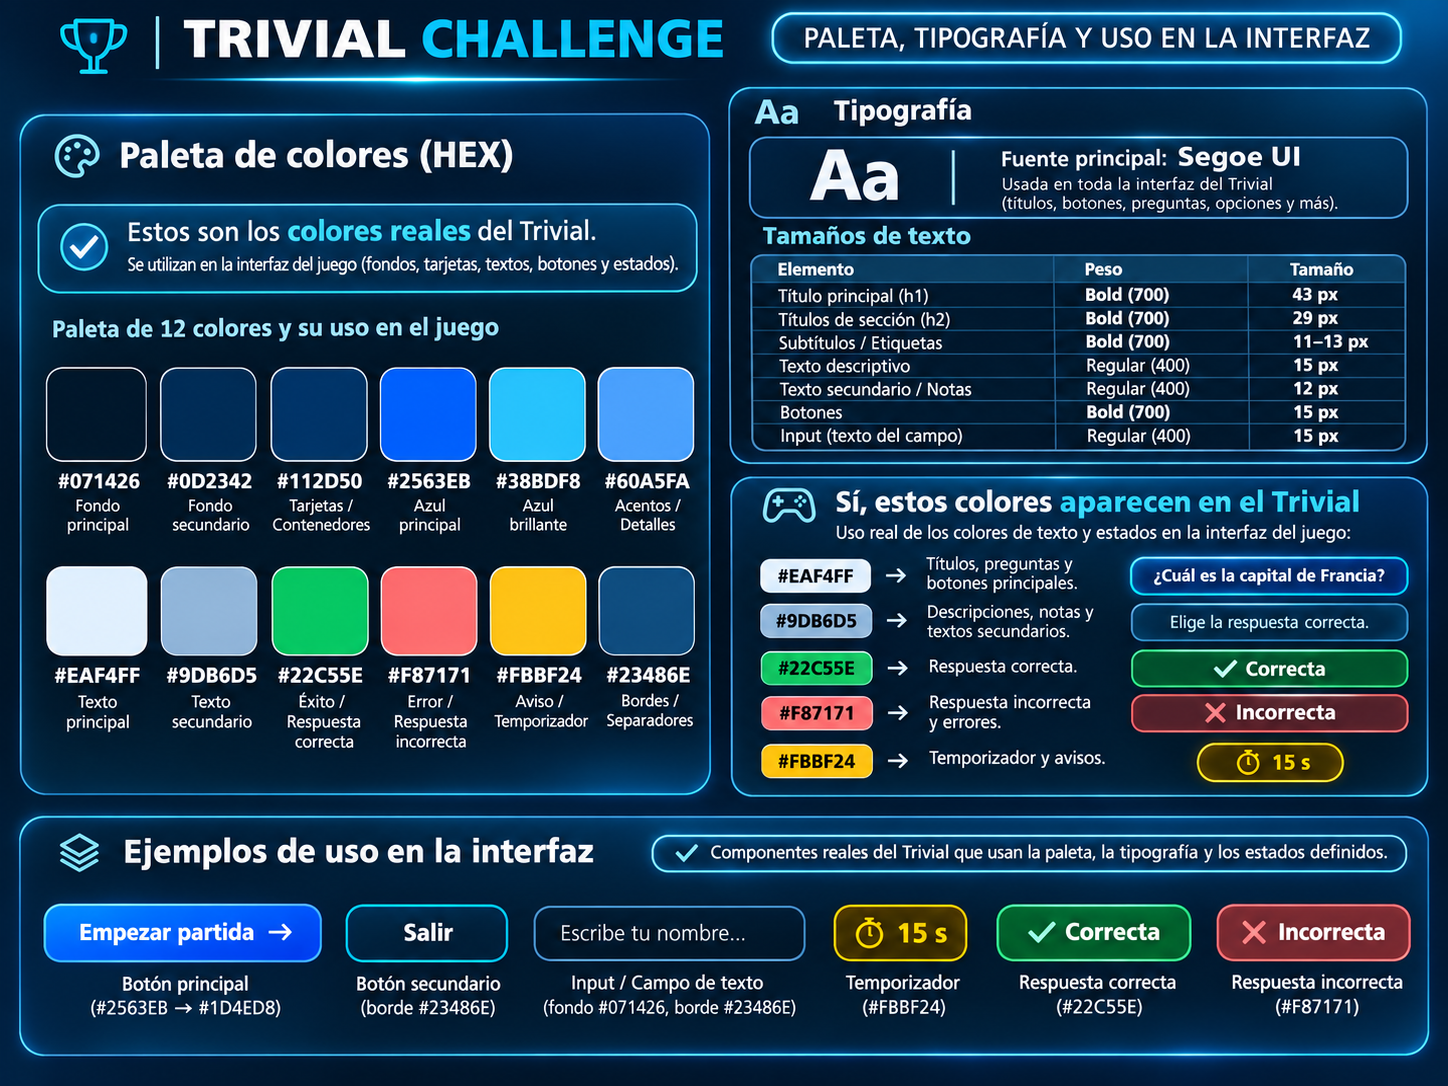 TRIVIAL CHALLENGE
PALETA, TIPOGRAFÍA Y USO EN LA INTERFAZ
Paleta de colores (HEX)
Estos son los colores reales del Trivial.
Se utilizan en la interfaz del juego (fondos, tarjetas, textos, botones y estados).
Paleta de 12 colores y su uso en el juego
#071426
Fondo
principal
#0D2342
Fondo
secundario
#112D50
Tarjetas /
Contenedores
#2563EB
Azul
principal
#38BDF8
Azul
brillante
#60A5FA
Acentos /
Detalles
#EAF4FF
Texto
principal
#9DB6D5
Texto
secundario
#22C55E
Éxito /
Respuesta
correcta
#F87171
Error /
Respuesta
incorrecta
#FBBF24
Aviso /
Temporizador
#23486E
Bordes /
Separadores
Aa Tipografía
Aa
Fuente principal: Segoe UI
Usada en toda la interfaz del Trivial
(títulos, botones, preguntas, opciones y más).
Tamaños de texto
Elemento Peso Tamaño
Título principal (h1) Bold (700) 43 px
Títulos de sección (h2) Bold (700) 29 px
Subtítulos / Etiquetas Bold (700) 11–13 px
Texto descriptivo Regular (400) 15 px
Texto secundario / Notas Regular (400) 12 px
Botones Bold (700) 15 px
Input (texto del campo) Regular (400) 15 px
Sí, estos colores aparecen en el Trivial
Uso real de los colores de texto y estados en la interfaz del juego:
#EAF4FF → Títulos, preguntas y
botones principales.
¿Cuál es la capital de Francia?
#9DB6D5 → Descripciones, notas y
textos secundarios.
Elige la respuesta correcta.
#22C55E → Respuesta correcta.
✓ Correcta
#F87171 → Respuesta incorrecta
y errores.
✕ Incorrecta
#FBBF24 → Temporizador y avisos.
15 s
Ejemplos de uso en la interfaz
✓ Componentes reales del Trivial que usan la paleta, la tipografía y los estados definidos.
Empezar partida →
Botón principal
(#2563EB → #1D4ED8)
Salir
Botón secundario
(borde #23486E)
Escribe tu nombre...
Input / Campo de texto
(fondo #071426, borde #23486E)
15 s
Temporizador
(#FBBF24)
✓ Correcta
Respuesta correcta
(#22C55E)
✕ Incorrecta
Respuesta incorrecta
(#F87171)